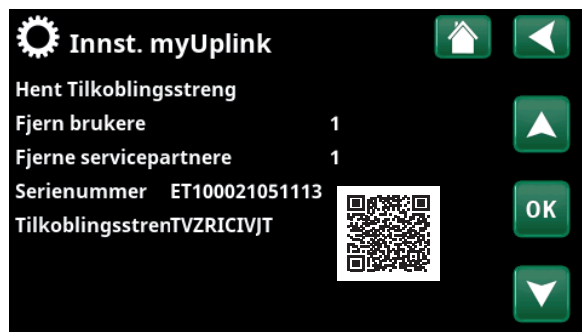 Innst. myUplink
Hent Tilkoblingsstreng
Fjern brukere 1
Fjerne servicepartnere 1
Serienummer ET100021051113
OK
TilkoblingsstrenTVZRICIVJT